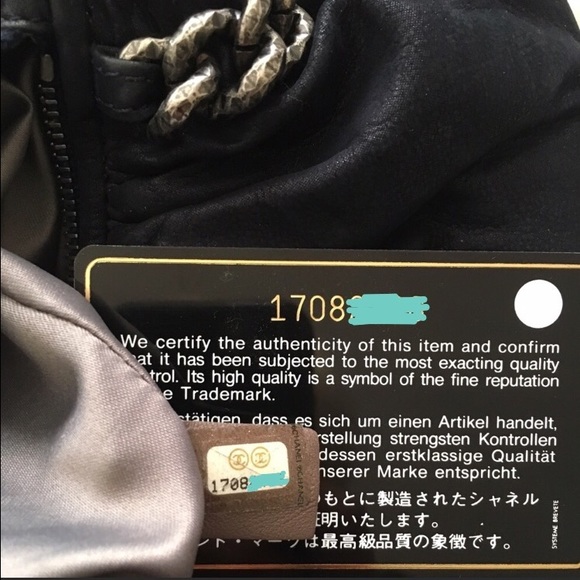 1708
We certify the authenticity of this item and confirm
at it has been subjected to the most exacting quality
trol. Its high quality is a symbol of the fine reputation
e Trademark.
stätigen, dass es sich um einen Artikel handelt,
rstellung strengsten Kontrollen
dessen erstklassige Qualität
nserer Marke entspricht.
1708
のもとに製造されたシャネル
証明いたします。
ンド・マークは最高級品質の象徴です。
SYSTEME BREVETE